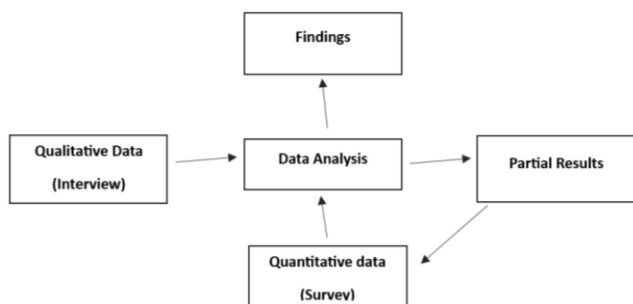 Findings
Qualitative Data
(Interview)
Data Analysis
Partial Results
Quantitative data
(Survey)